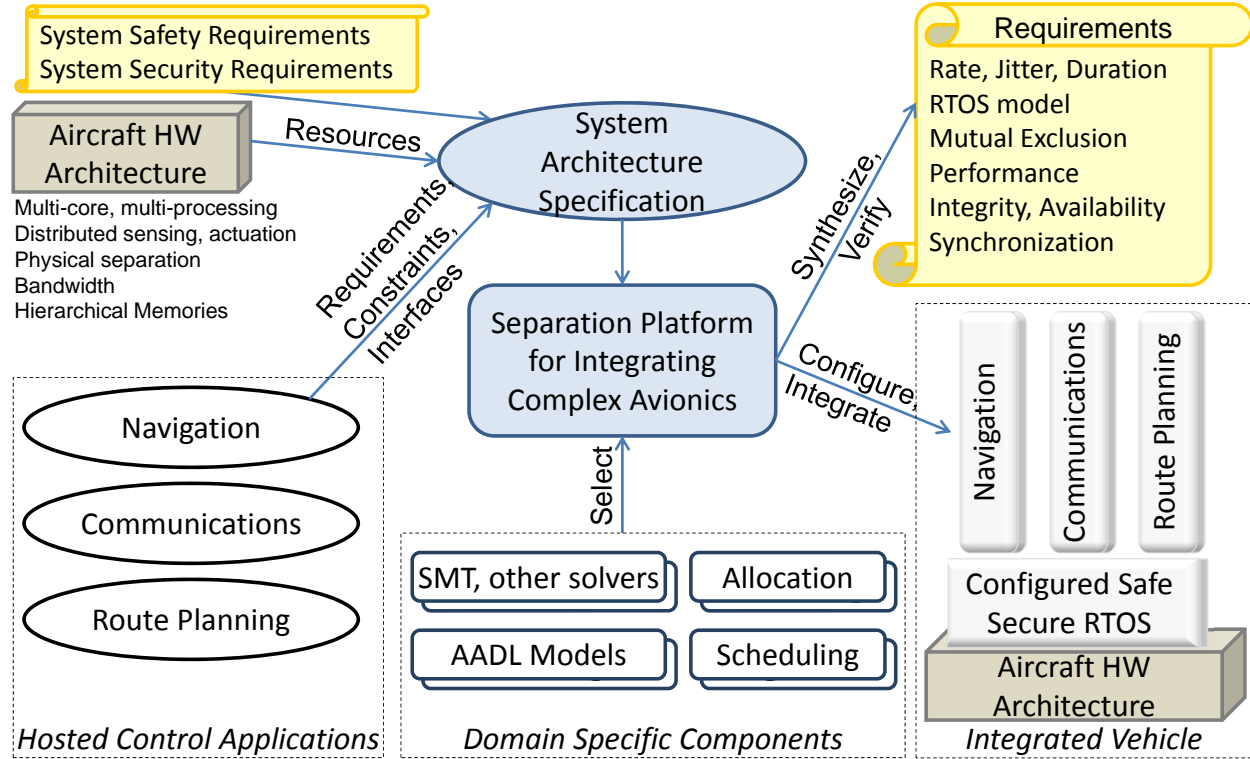 System Safety Requirements
System Security Requirements
Aircraft HW
Architecture
Multi-core, multi-processing
Distributed sensing, actuation
Physical separation
Bandwidth
Hierarchical Memories
Resources
System
Architecture
Specification
Requirements,
Constraints,
Interfaces
Separation Platform
for Integrating
Complex Avionics
Synthesize,
Verify
Configure,
Integrate
Select
Requirements
Rate, Jitter, Duration
RTOS model
Mutual Exclusion
Performance
Integrity, Availability
Synchronization
Navigation
Communications
Route Planning
Hosted Control Applications
SMT, other solvers
Allocation
AADL Models
Scheduling
Domain Specific Components
Navigation
Communications
Route Planning
Configured Safe
Secure RTOS
Aircraft HW
Architecture
Integrated Vehicle